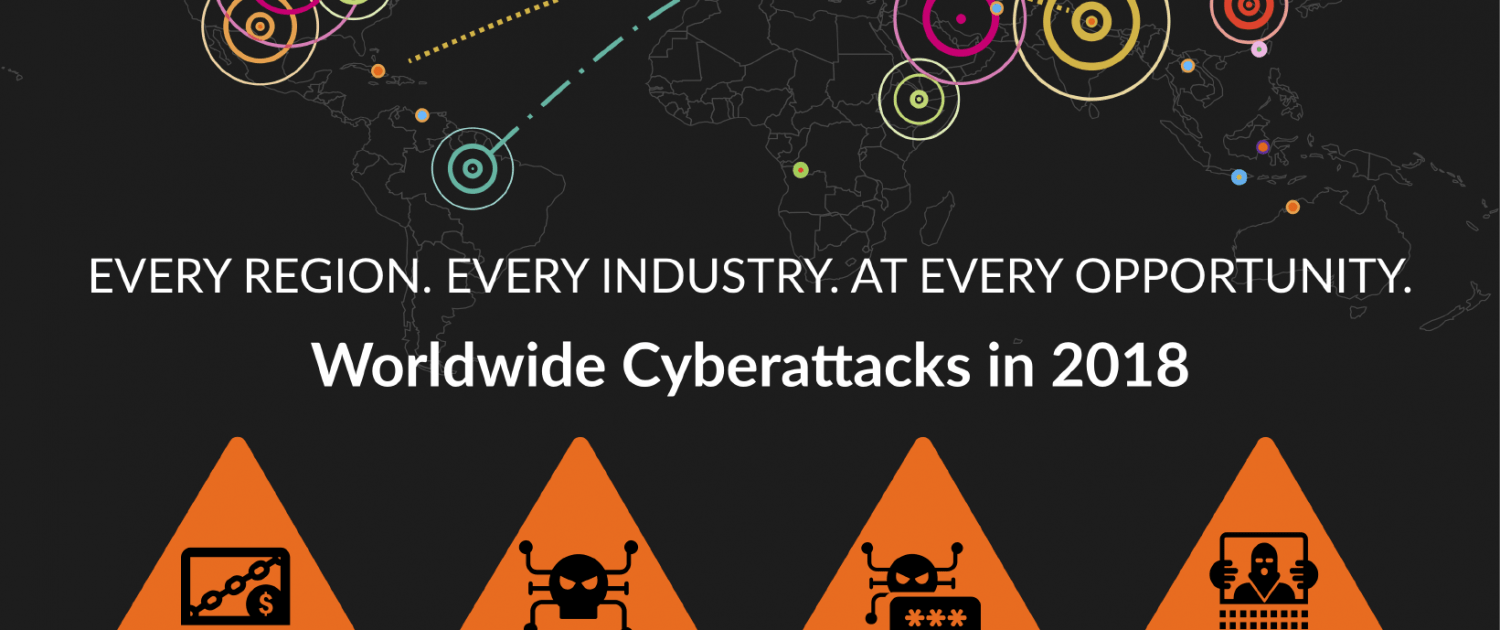 EVERY REGION. EVERY INDUSTRY. AT EVERY OPPORTUNITY.
Worldwide Cyberattacks in 2018
$
***